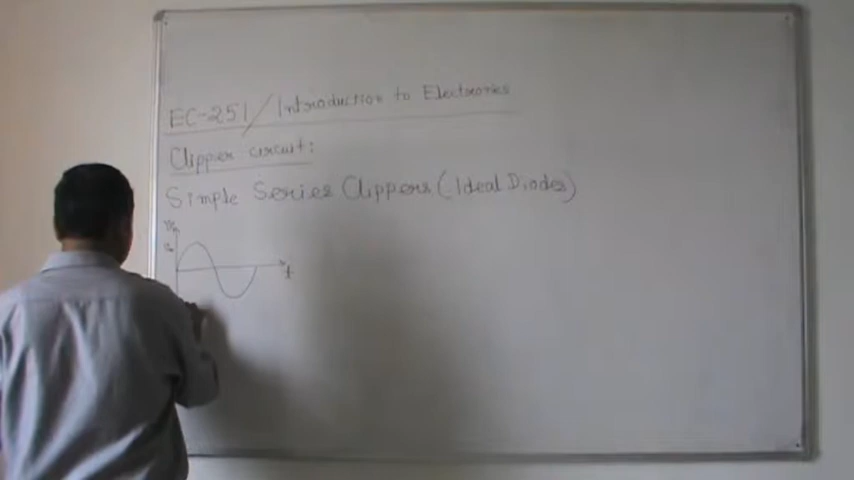 EC-251/Introduction to Electronics
Clipper circuit:
Simple Series Clippers (Ideal Diodes)
t